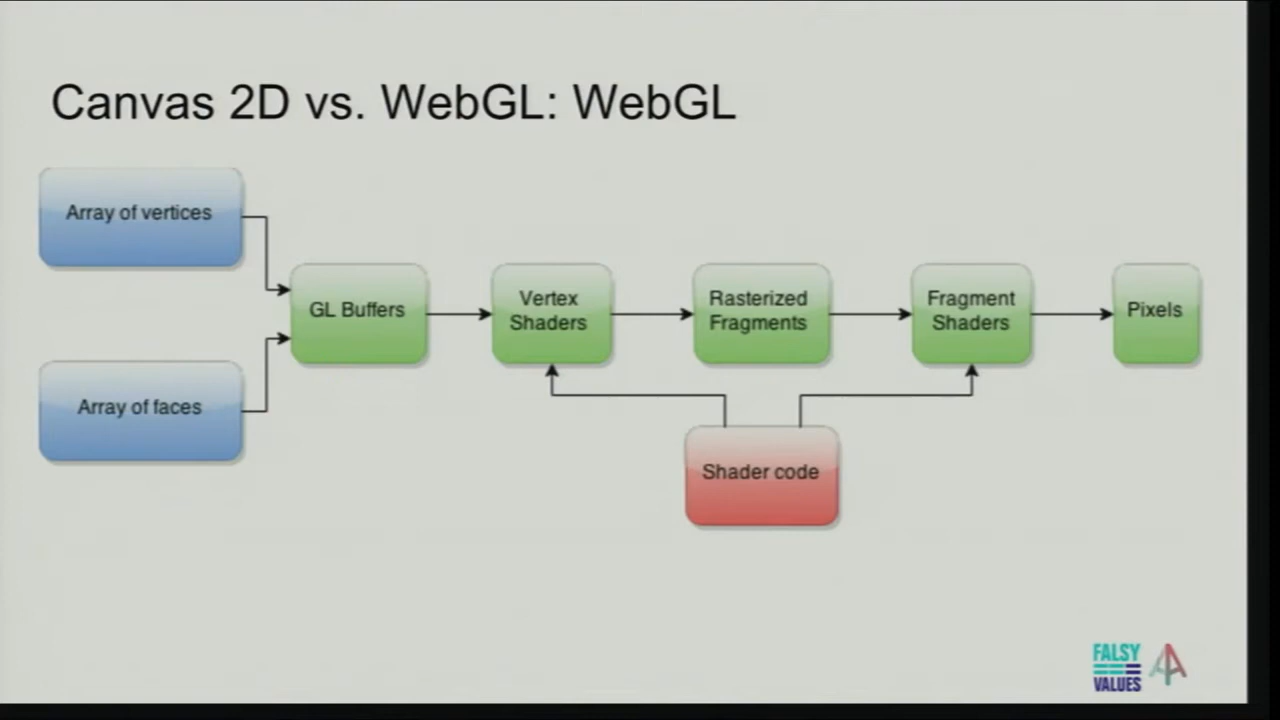 Canvas 2D vs. WebGL: WebGL
Array of vertices
Array of faces
GL Buffers
Vertex
Shaders
Rasterized
Fragments
Fragment
Shaders
Pixels
Shader code
FALSY
VALUES